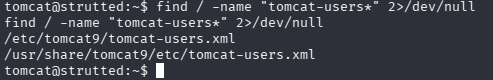 tomcat@strutted:~$ find / -name "tomcat-users*" 2>/dev/null
find / -name "tomcat-users*" 2>/dev/null
/etc/tomcat9/tomcat-users.xml
/usr/share/tomcat9/etc/tomcat-users.xml
tomcat@strutted:~$